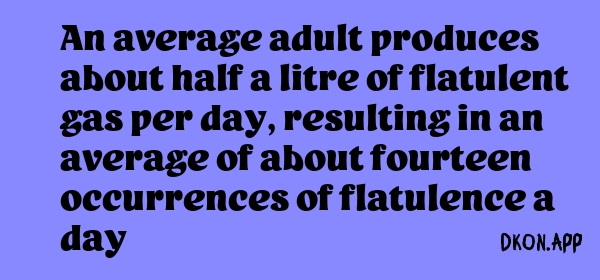 An average adult produces
about half a litre of flatulent
gas per day, resulting in an
average of about fourteen
occurrences of flatulence a
day
DKON.APP